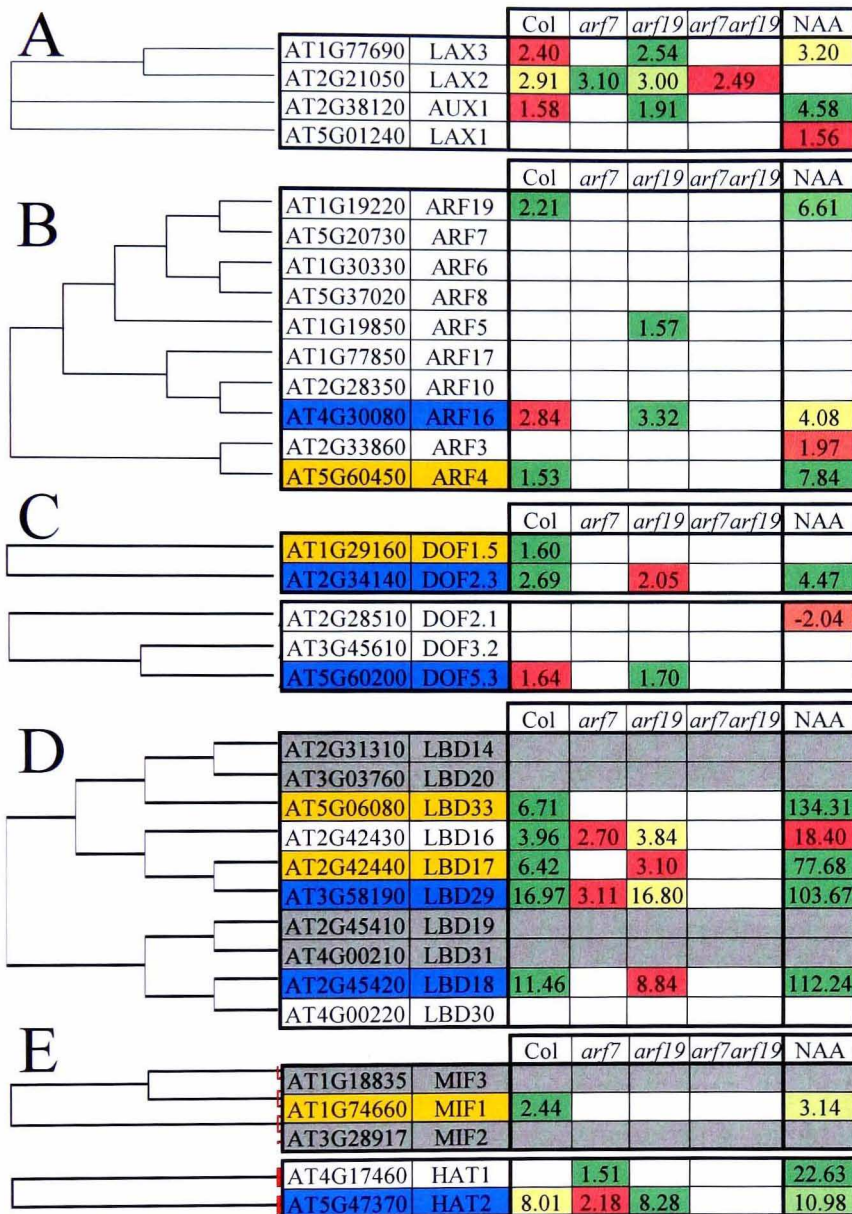 A
Col arf7 arf19 arf7arf19 NAA
AT1G77690 LAX3 2.40 2.54 3.20
AT2G21050 LAX2 2.91 3.10 3.00 2.49
AT2G38120 AUX1 1.58 1.91 4.58
AT5G01240 LAX1 1.56
B
Col arf7 arf19 arf7arf19 NAA
AT1G19220 ARF19 2.21 6.61
AT5G20730 ARF7
AT1G30330 ARF6
AT5G37020 ARF8
AT1G19850 ARF5 1.57
AT1G77850 ARF17
AT2G28350 ARF10
AT4G30080 ARF16 2.84 3.32 4.08
AT2G33860 ARF3 1.97
AT5G60450 ARF4 1.53 7.84
C
Col arf7 arf19 arf7arf19 NAA
AT1G29160 DOF1.5 1.60
AT2G34140 DOF2.3 2.69 2.05 4.47
AT2G28510 DOF2.1 -2.04
AT3G45610 DOF3.2
AT5G60200 DOF5.3 1.64 1.70
D
Col arf7 arf19 arf7arf19 NAA
AT2G31310 LBD14
AT3G03760 LBD20
AT5G06080 LBD33 6.71 134.31
AT2G42430 LBD16 3.96 2.70 3.84 18.40
AT2G42440 LBD17 6.42 3.10 77.68
AT3G58190 LBD29 16.97 3.11 16.80 103.67
AT2G45410 LBD19
AT4G00210 LBD31
AT2G45420 LBD18 11.46 8.84 112.24
AT4G00220 LBD30
E
Col arf7 arf19 arf7arf19 NAA
AT1G18835 MIF3
AT1G74660 MIF1 2.44 3.14
AT3G28917 MIF2
AT4G17460 HAT1 1.51 22.63
AT5G47370 HAT2 8.01 2.18 8.28 10.98